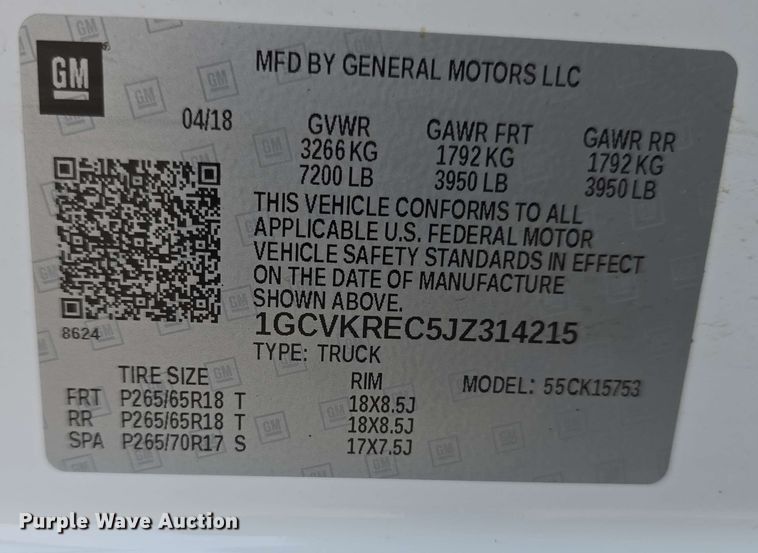 GM
MFD BY GENERAL MOTORS LLC
04/18
GVWR GAWR FRT GAWR RR
3266 KG 1792 KG 1792 KG
7200 LB 3950 LB 3950 LB
THIS VEHICLE CONFORMS TO ALL
APPLICABLE U.S. FEDERAL MOTOR
VEHICLE SAFETY STANDARDS IN EFFECT
ON THE DATE OF MANUFACTURE
SHOWN ABOVE.
8624
1GCVKREC5JZ314215
TYPE: TRUCK
TIRE SIZE RIM MODEL: 55CK15753
FRT P265/65R18 T 18X8.5J
RR P265/65R18 T 18X8.5J
SPA P265/70R17 S 17X7.5J
Purple Wave Auction